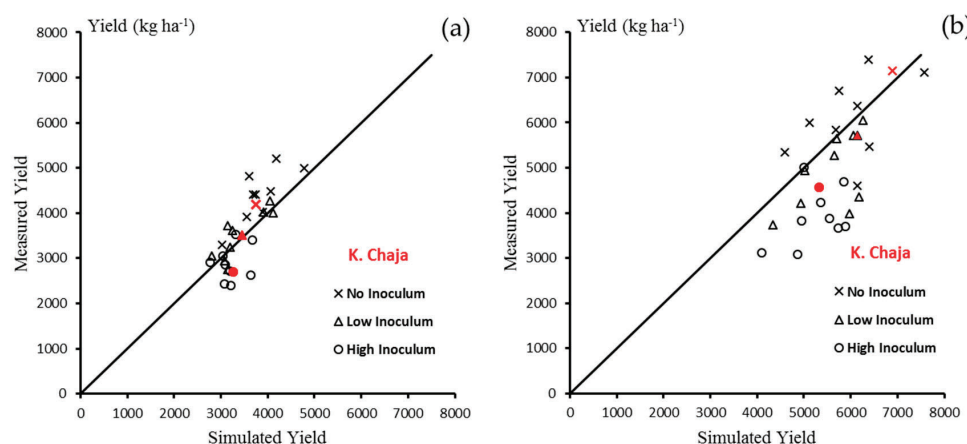 Yield (kg ha⁻¹)
(a)
8000
7000
6000
5000
4000
3000
2000
1000
0
Measured Yield
K. Chaja
No Inoculum
Low Inoculum
High Inoculum
0 1000 2000 3000 4000 5000 6000 7000 8000
Simulated Yield
Yield (kg ha⁻¹)
(b)
8000
7000
6000
5000
4000
3000
2000
1000
0
Measured Yield
K. Chaja
No Inoculum
Low Inoculum
High Inoculum
0 1000 2000 3000 4000 5000 6000 7000 8000
Simulated Yield